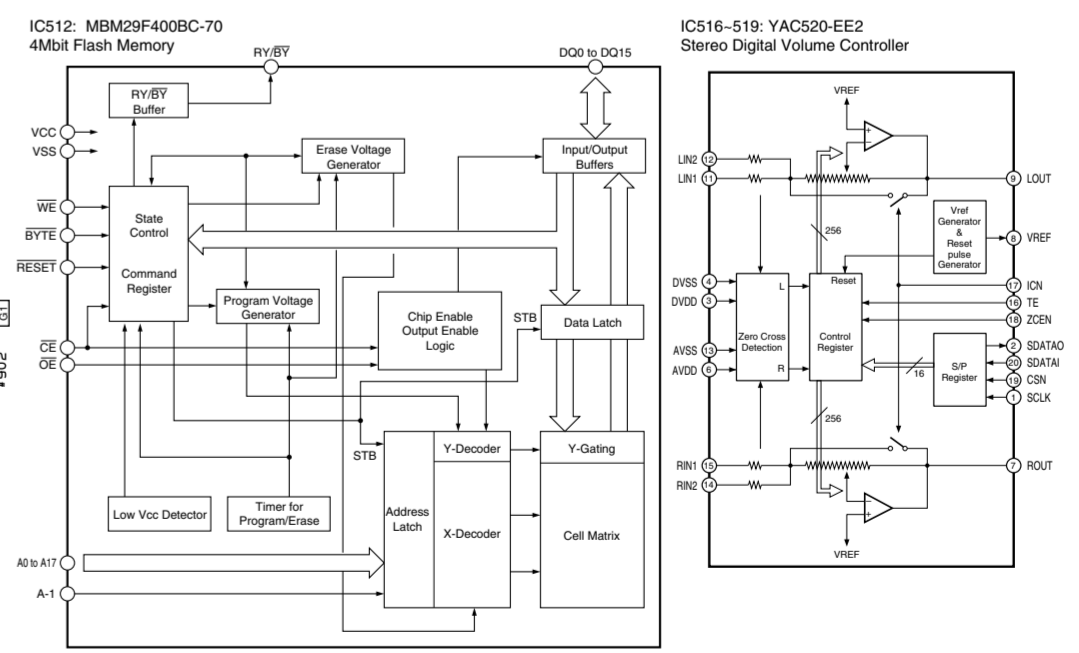 IC512: MBM29F400BC-70
4Mbit Flash Memory
RY/BY
DQ0 to DQ15
RY/BY
Buffer
VCC
VSS
Erase Voltage
Generator
Input/Output
Buffers
WE
BYTE
RESET
State
Control
Command
Register
Program Voltage
Generator
Chip Enable
Output Enable
Logic
STB
Data Latch
CE
OE
STB
Y-Decoder
Y-Gating
Address
Latch
X-Decoder
Cell Matrix
Low Vcc Detector
Timer for
Program/Erase
A0 to A17
A-1
G1
#902
IC516~519: YAC520-EE2
Stereo Digital Volume Controller
VREF
LIN2 12
LIN1 11
9 LOUT
256
Vref
Generator
&
Reset
pulse
Generator
8 VREF
DVSS 4
DVDD 3
L
Reset
17 ICN
16 TE
18 ZCEN
Zero Cross
Detection
Control
Register
AVSS 13
AVDD 6
R
16
S/P
Register
2 SDATAO
20 SDATAI
19 CSN
1 SCLK
256
RIN1 15
RIN2 14
7 ROUT
VREF